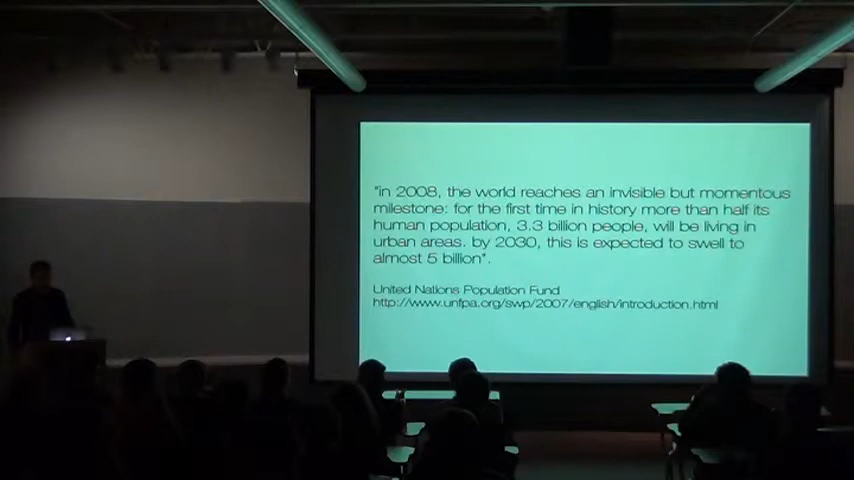 "in 2008, the world reaches an invisible but momentous
milestone: for the first time in history more than half its
human population, 3.3 billion people, will be living in
urban areas. by 2030, this is expected to swell to
almost 5 billion".
United Nations Population Fund
http://www.unfpa.org/swp/2007/english/introduction.html